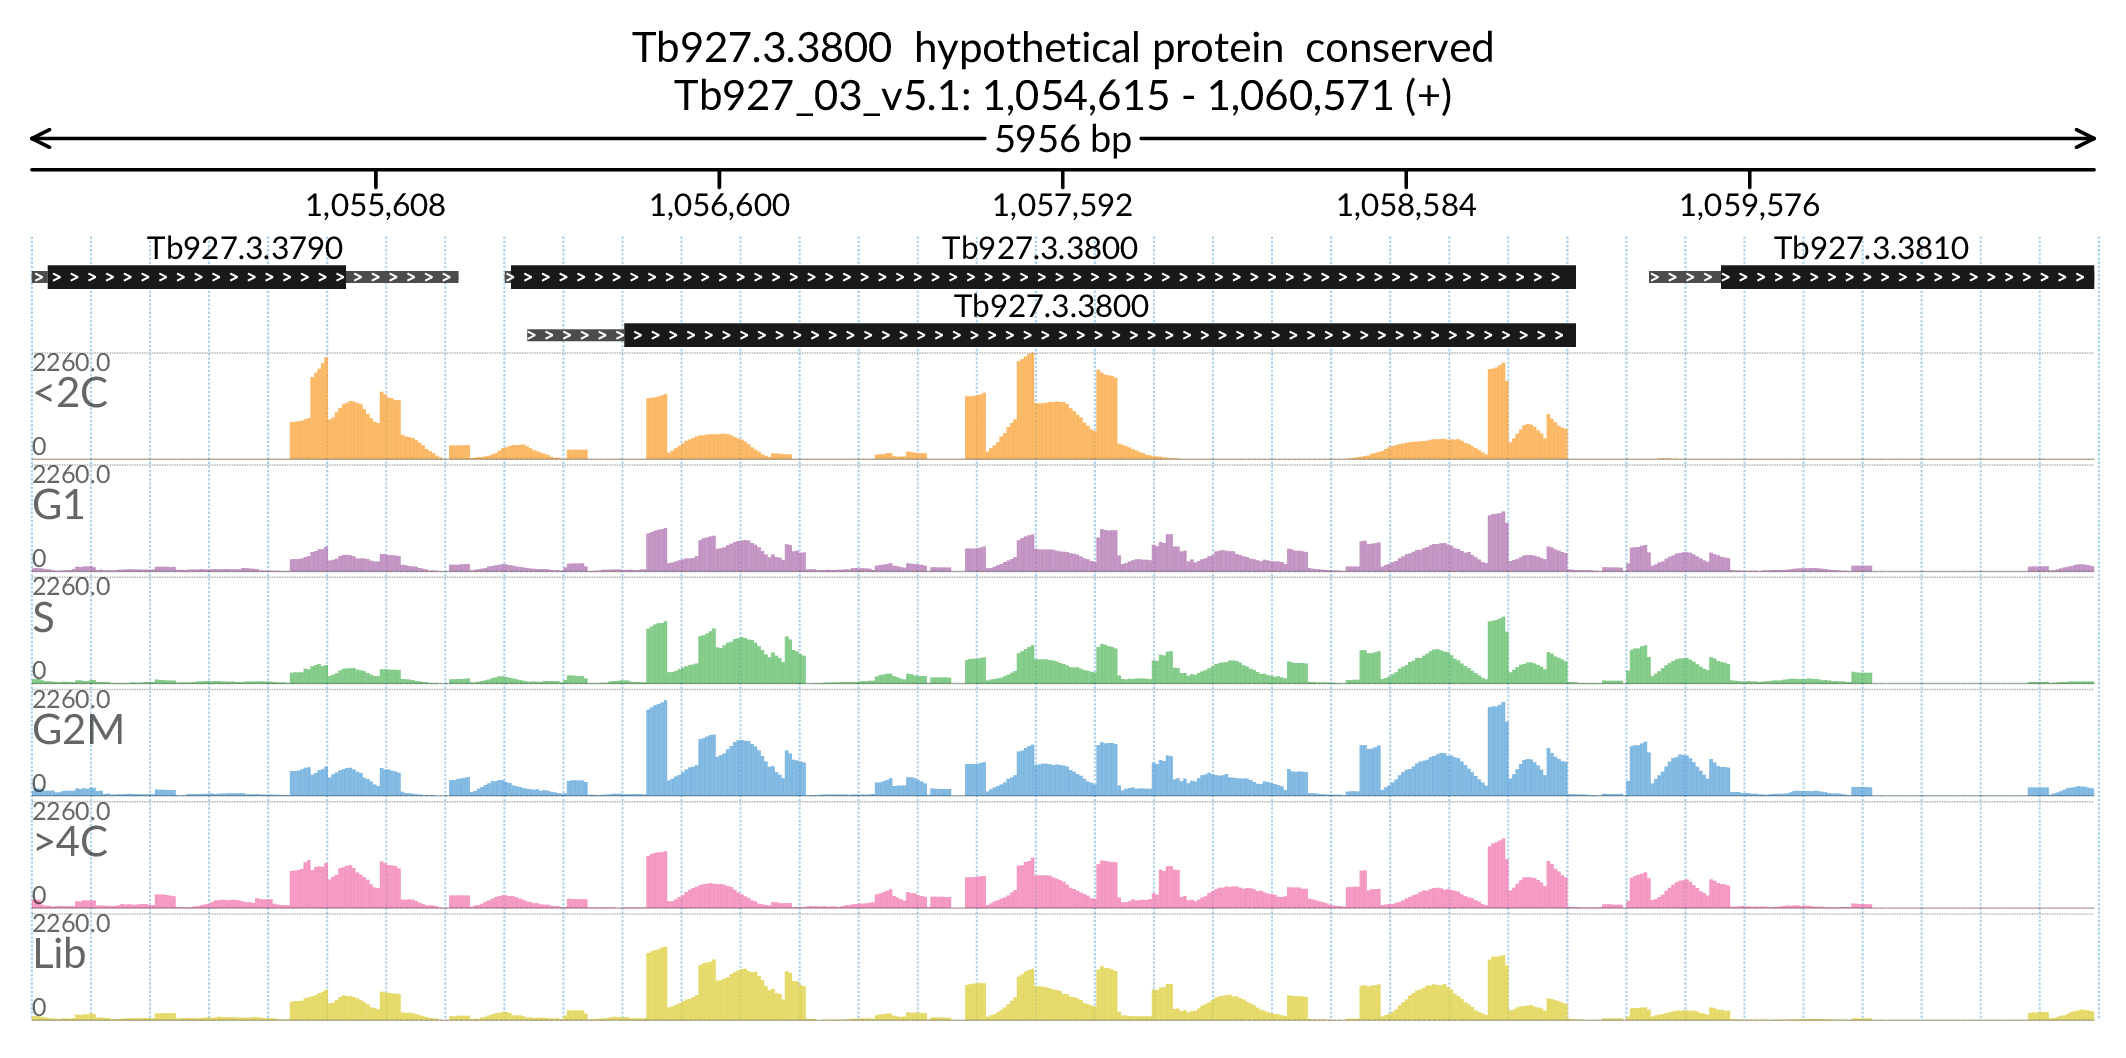 Tb927.3.3800  hypothetical protein  conserved
Tb927_03_v5.1: 1,054,615 - 1,060,571 (+)
5956 bp
1,055,608 1,056,600 1,057,592 1,058,584 1,059,576
Tb927.3.3790 Tb927.3.3800 Tb927.3.3810
Tb927.3.3800
2260.0
<2C
0
2260.0
G1
0
2260.0
S
0
2260.0
G2M
0
2260.0
>4C
0
2260.0
Lib
0